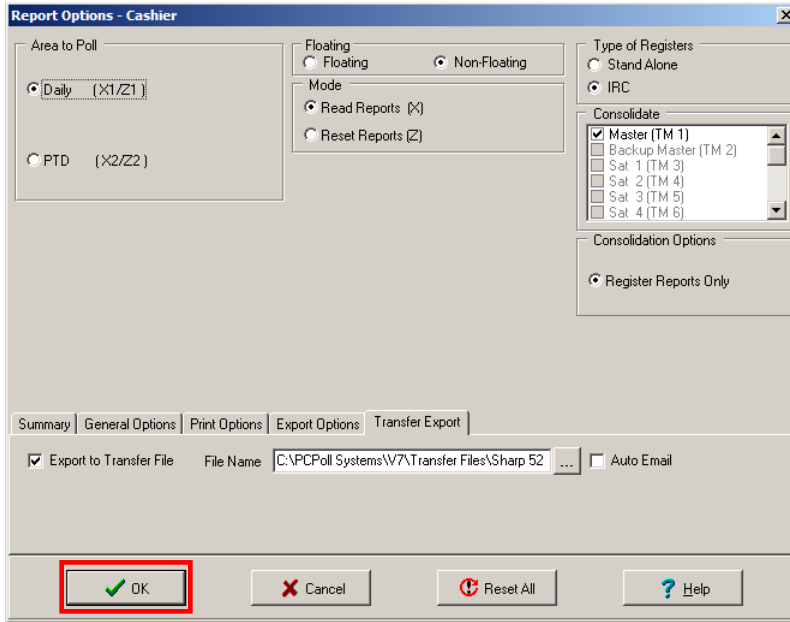 Report Options - Cashier
Area to Poll
Daily (X1/Z1)
PTD (X2/Z2)
Floating
Floating Non-Floating
Mode
Read Reports (X)
Reset Reports (Z)
Type of Registers
Stand Alone
IRC
Consolidate
Master (TM 1)
Backup Master (TM 2)
Sat 1 (TM 3)
Sat 2 (TM 4)
Sat 3 (TM 5)
Sat 4 (TM 6)
Consolidation Options
Register Reports Only
Summary General Options Print Options Export Options Transfer Export
Export to Transfer File File Name C:\PCPoll Systems\V7\Transfer Files\Sharp 52 ... Auto Email
OK Cancel Reset All Help